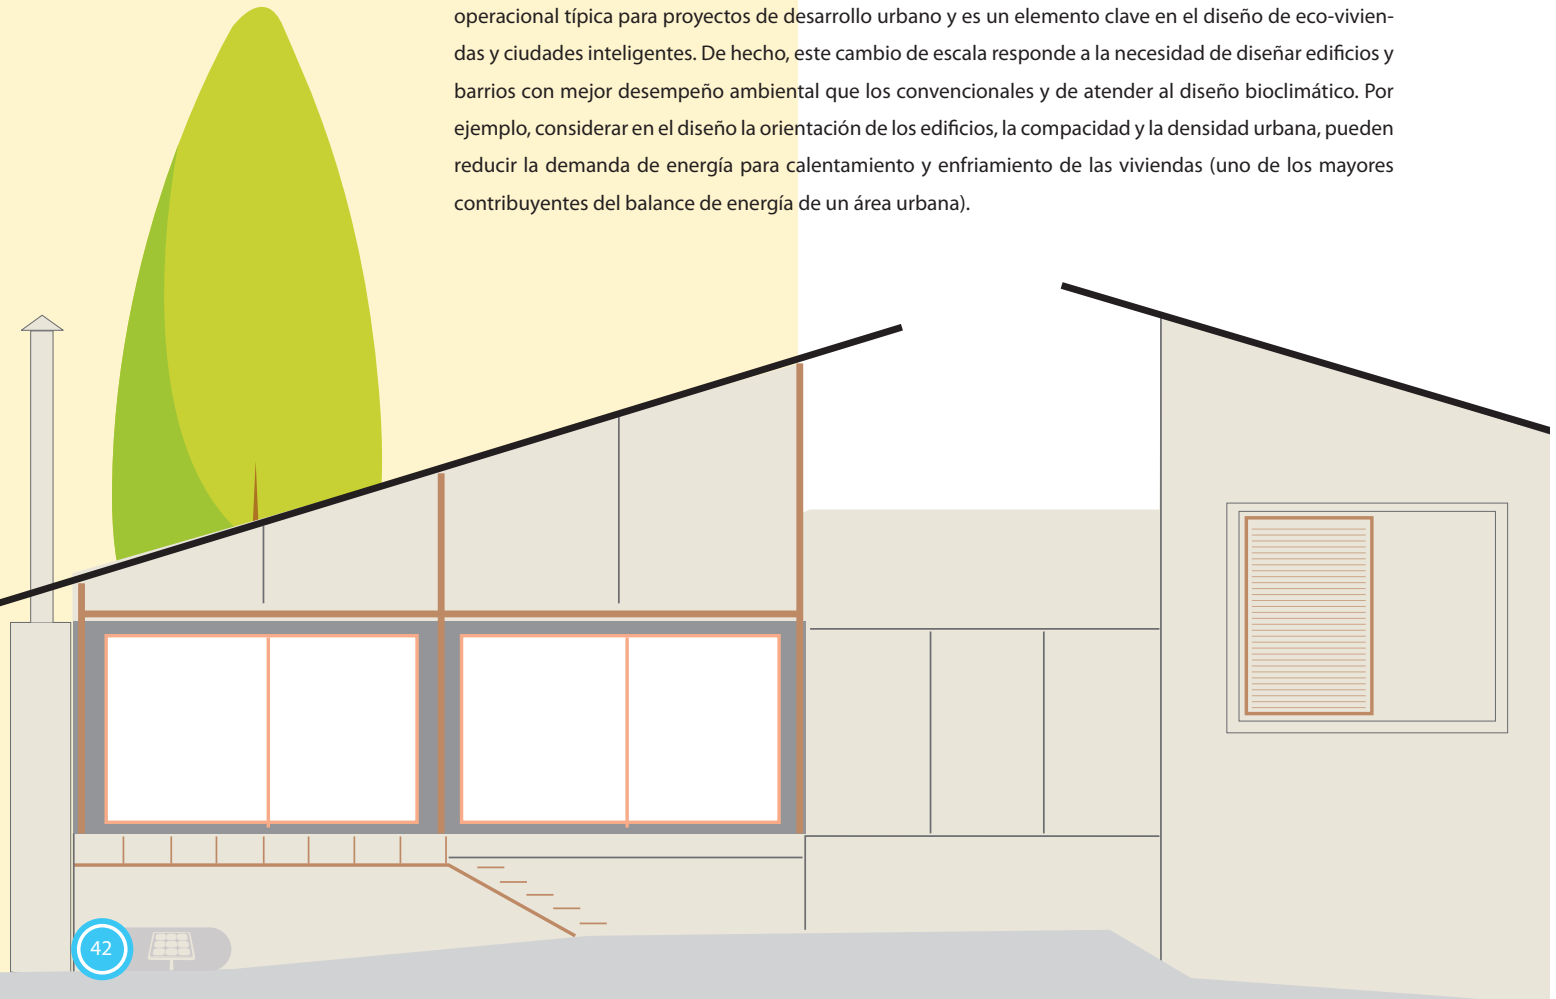 operacional típica para proyectos de desarrollo urbano y es un elemento clave en el diseño de eco-vivien-
das y ciudades inteligentes. De hecho, este cambio de escala responde a la necesidad de diseñar edificios y
barrios con mejor desempeño ambiental que los convencionales y de atender al diseño bioclimático. Por
ejemplo, considerar en el diseño la orientación de los edificios, la compacidad y la densidad urbana, pueden
reducir la demanda de energía para calentamiento y enfriamiento de las viviendas (uno de los mayores
contribuyentes del balance de energía de un área urbana).
42